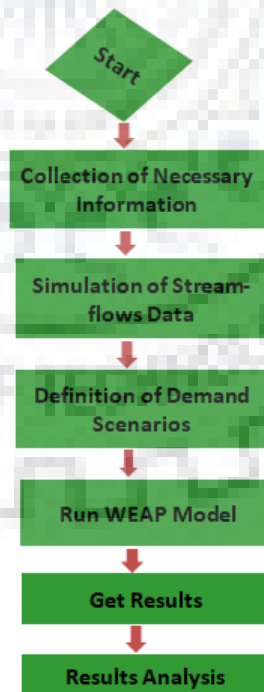 Start
Collection of Necessary
Information
Simulation of Stream-
flows Data
Definition of Demand
Scenarios
Run WEAP Model
Get Results
Results Analysis